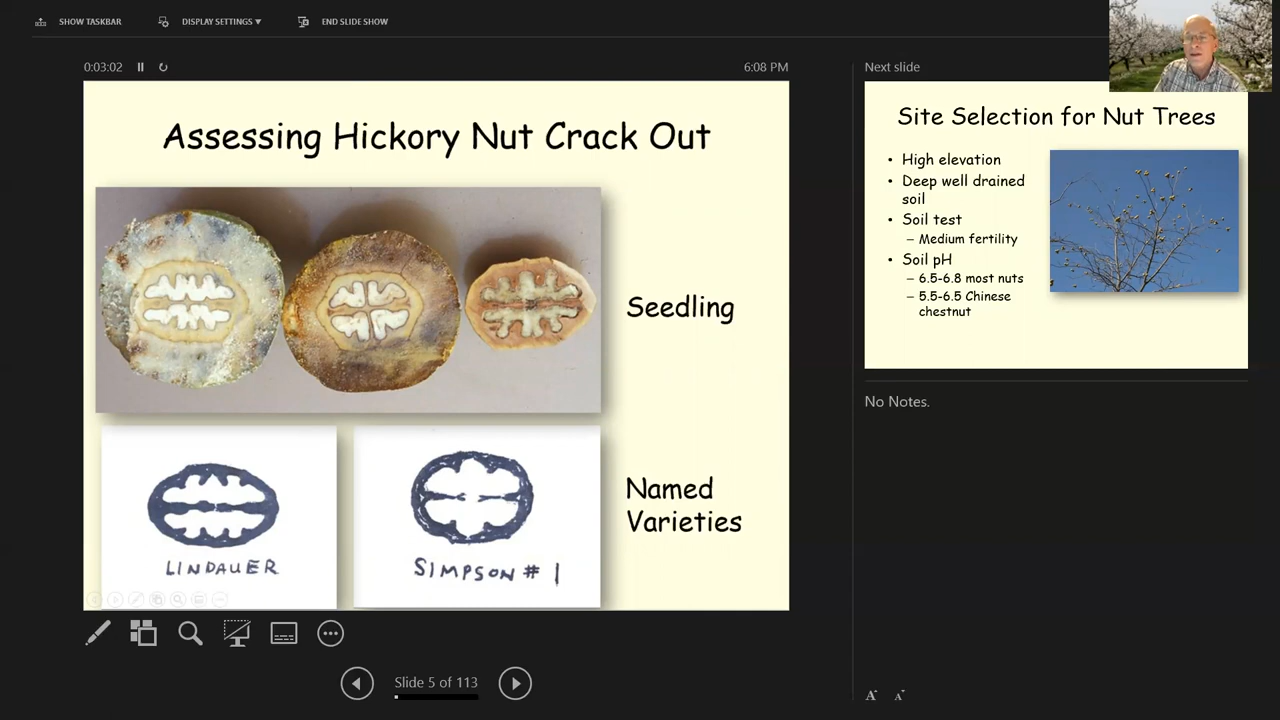 SHOW TASKBAR
DISPLAY SETTINGS ▼
END SLIDE SHOW
0:03:02
6:08 PM
Assessing Hickory Nut Crack Out
Seedling
Named
Varieties
LINDAUER
SIMPSON # 1
Slide 5 of 113
Next slide
Site Selection for Nut Trees
• High elevation
• Deep well drained
soil
• Soil test
– Medium fertility
• Soil pH
– 6.5-6.8 most nuts
– 5.5-6.5 Chinese
chestnut
No Notes.
A
A